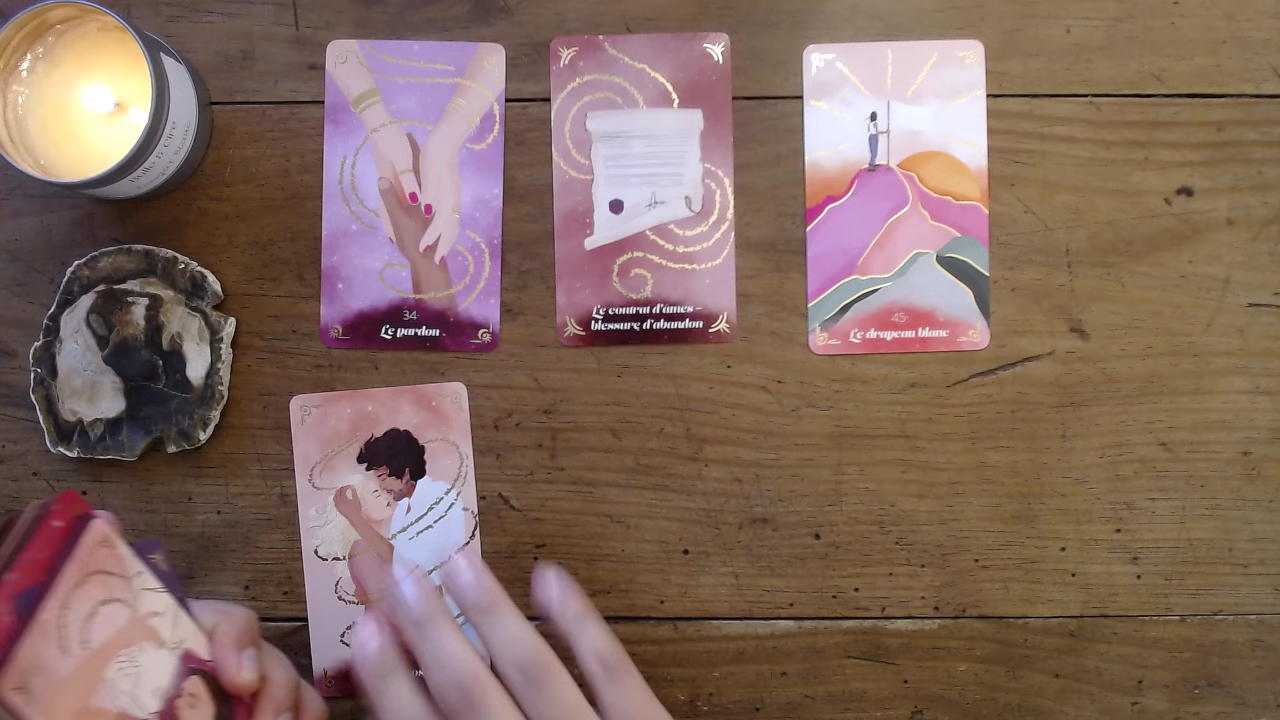 34
Le pardon
Le contrat d'âmes –
blessure d'abandon
45
Le drapeau blanc